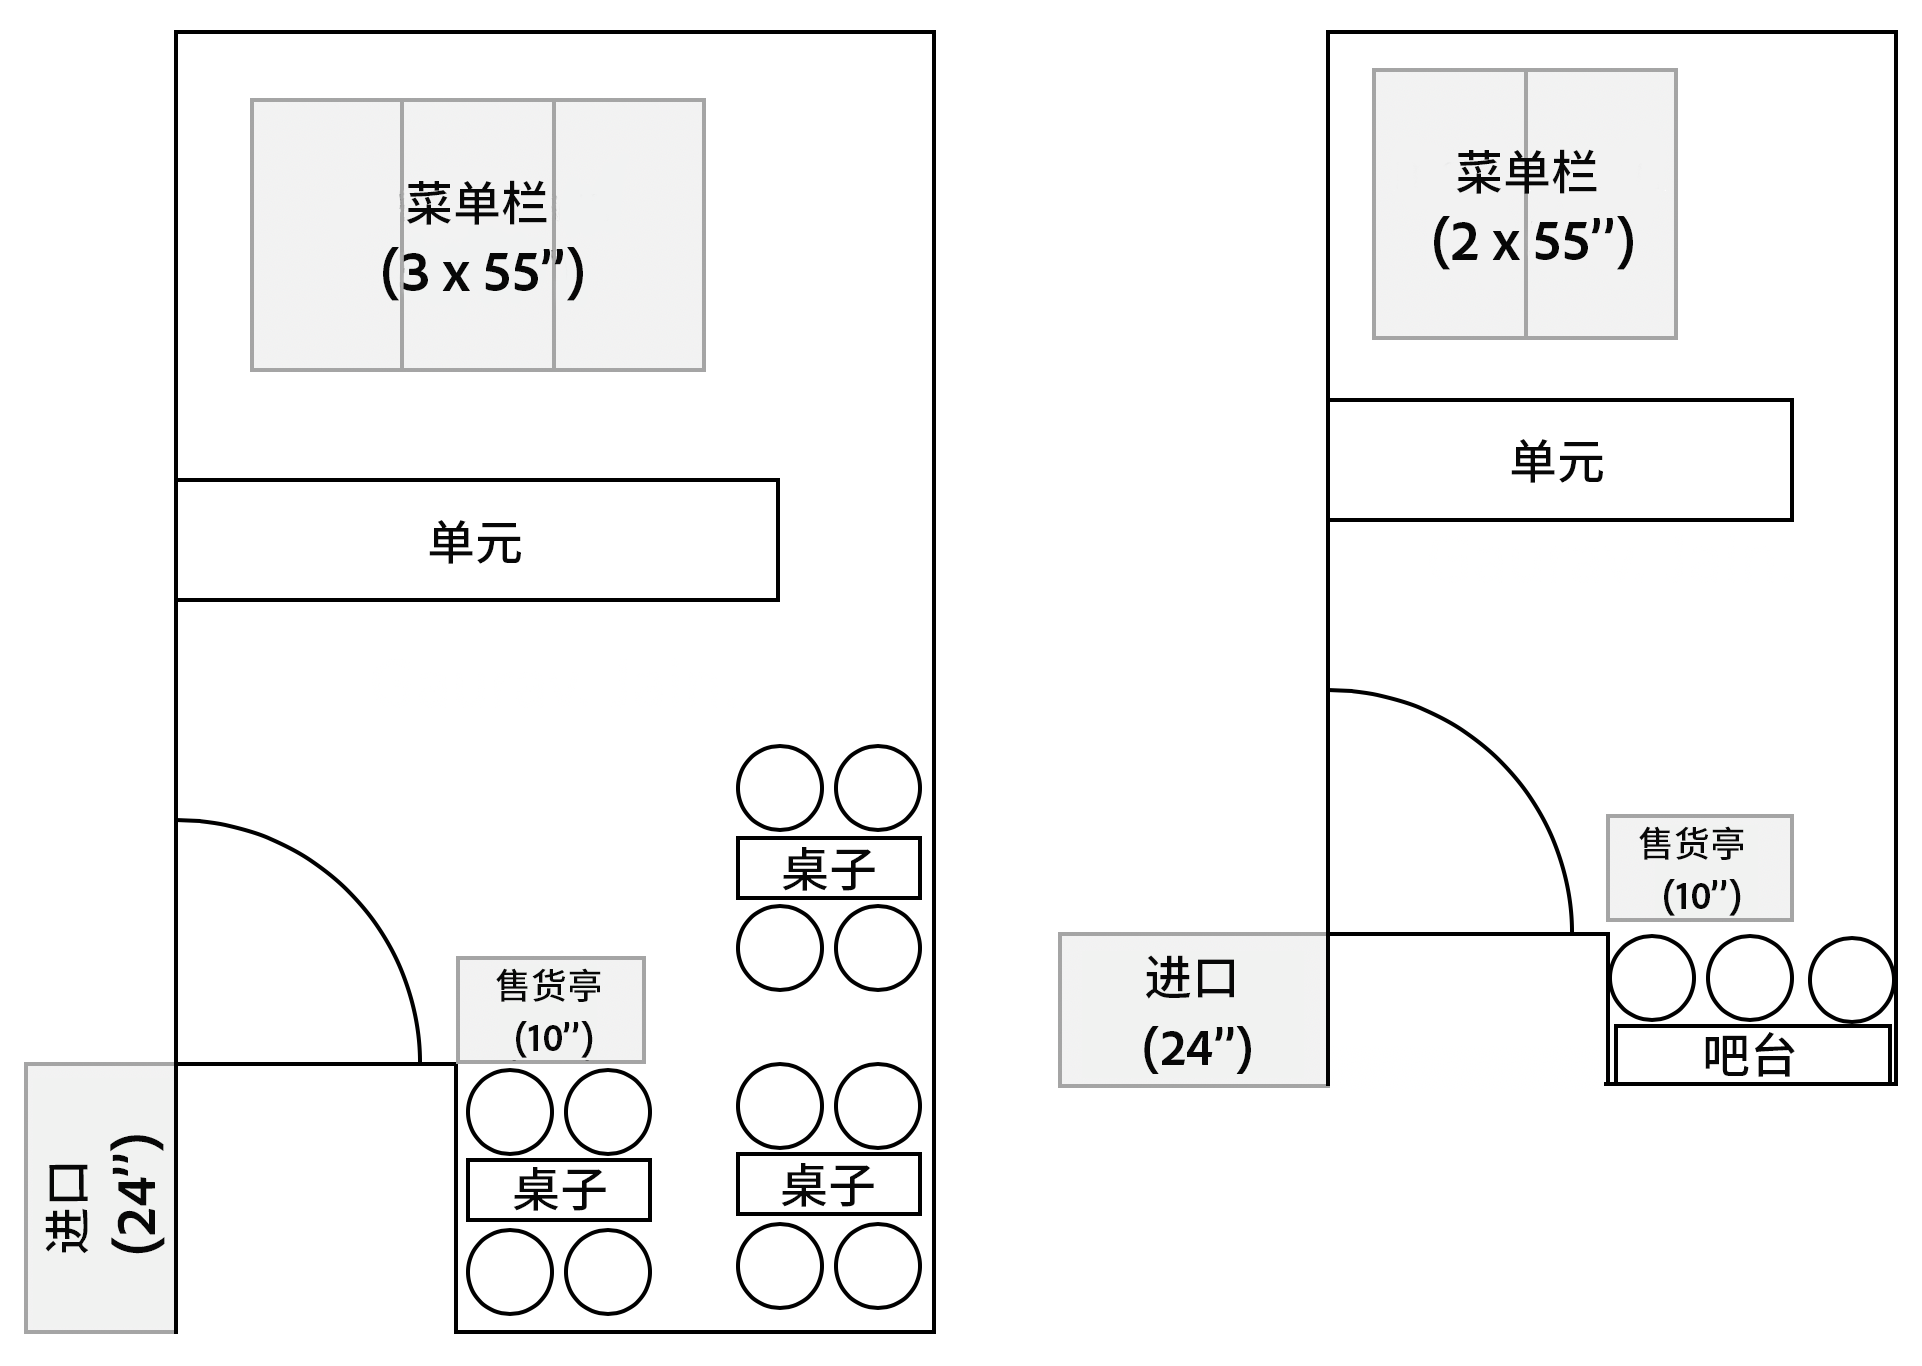 菜单栏
(3 x 55”)
单元
桌子
售货亭
(10”)
进口
(24”)
桌子
桌子
菜单栏
(2 x 55”)
单元
售货亭
(10”)
进口
(24”)
吧台